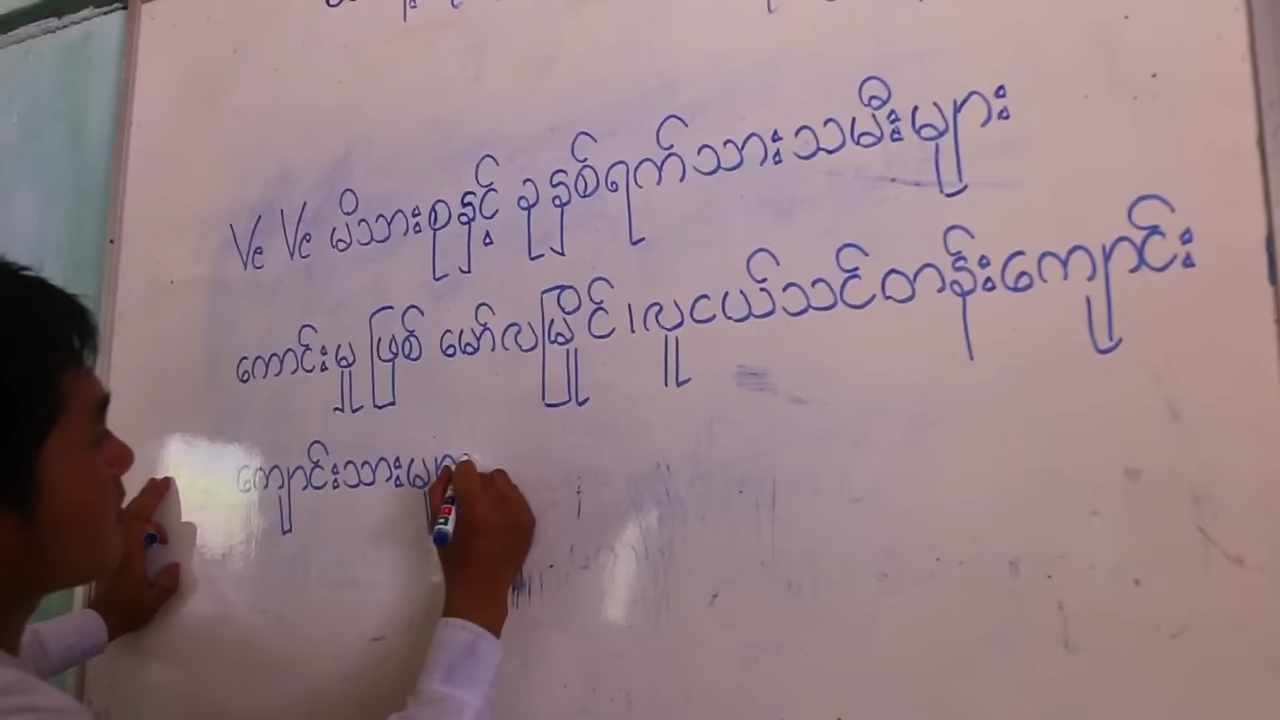 Ve Ve မိသားစုနှင့် ခုနှစ်ရက်သားသမီးများ
ကောင်းမှု ဖြစ် မော်လမြိုင်၊လူငယ်သင်တန်းကျောင်း
ကျောင်းသားများ